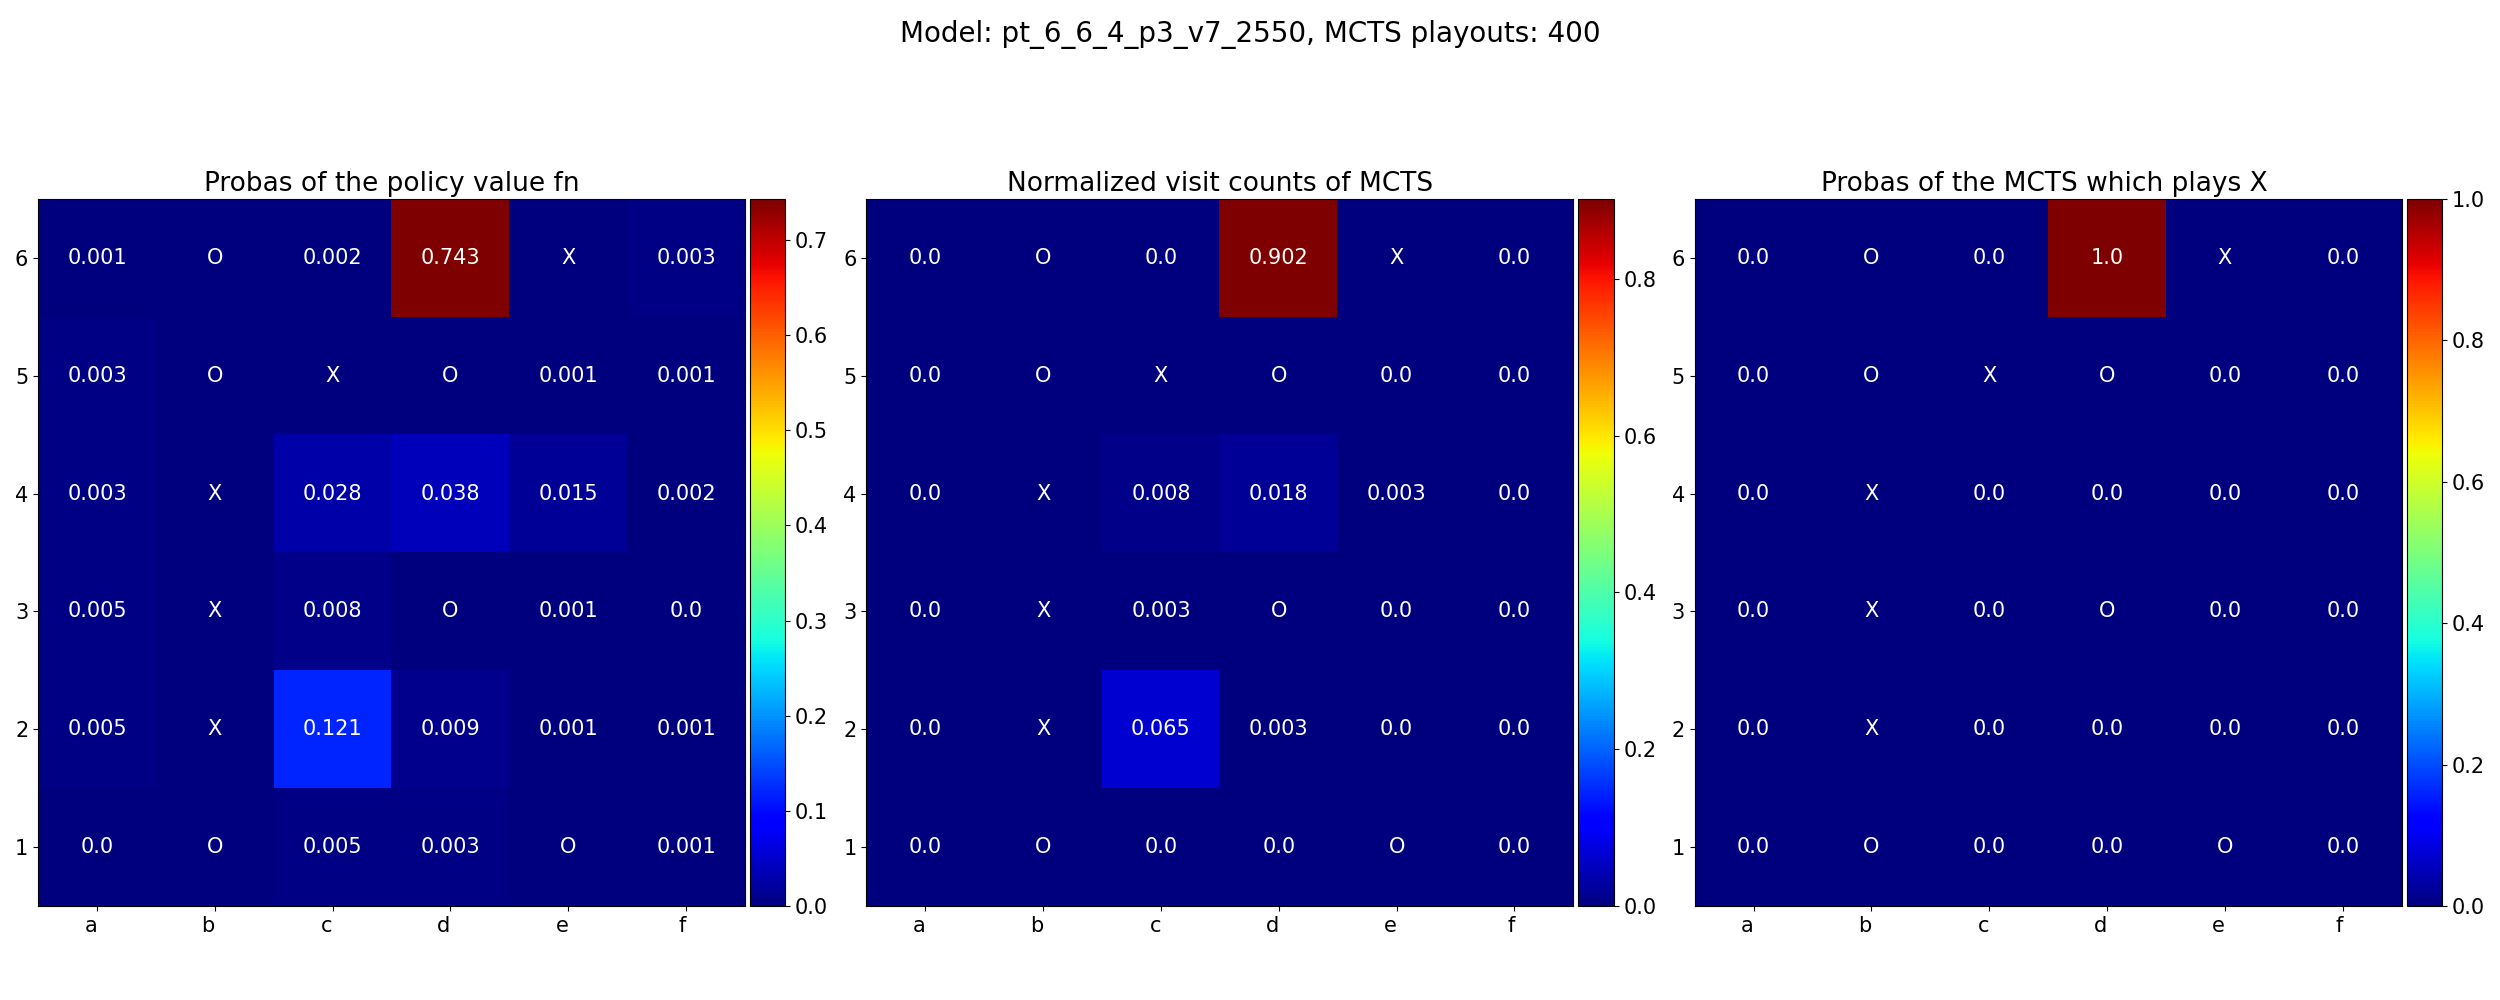 Model: pt_6_6_4_p3_v7_2550, MCTS playouts: 400
Probas of the policy value fn
6 0.001 O 0.002 0.743 X 0.003
5 0.003 O X O 0.001 0.001
4 0.003 X 0.028 0.038 0.015 0.002
3 0.005 X 0.008 O 0.001 0.0
2 0.005 X 0.121 0.009 0.001 0.001
1 0.0 O 0.005 0.003 O 0.001
a b c d e f
0.7
0.6
0.5
0.4
0.3
0.2
0.1
0.0
Normalized visit counts of MCTS
6 0.0 O 0.0 0.902 X 0.0
5 0.0 O X O 0.0 0.0
4 0.0 X 0.008 0.018 0.003 0.0
3 0.0 X 0.003 O 0.0 0.0
2 0.0 X 0.065 0.003 0.0 0.0
1 0.0 O 0.0 0.0 O 0.0
a b c d e f
0.8
0.6
0.4
0.2
0.0
Probas of the MCTS which plays X
6 0.0 O 0.0 1.0 X 0.0
5 0.0 O X O 0.0 0.0
4 0.0 X 0.0 0.0 0.0 0.0
3 0.0 X 0.0 O 0.0 0.0
2 0.0 X 0.0 0.0 0.0 0.0
1 0.0 O 0.0 0.0 O 0.0
a b c d e f
1.0
0.8
0.6
0.4
0.2
0.0